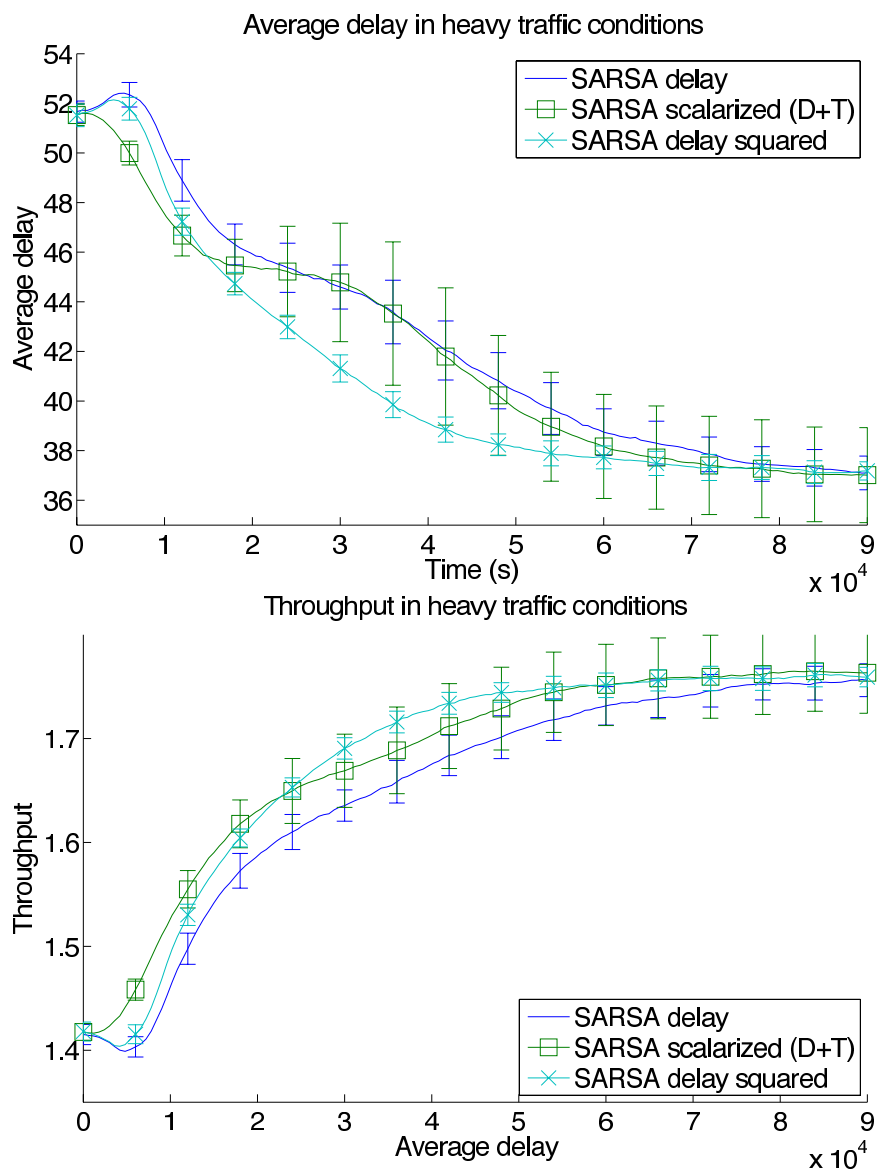 Average delay in heavy traffic conditions
54
52
50
48
46
44
42
40
38
36
Average delay
SARSA delay
SARSA scalarized (D+T)
SARSA delay squared
0 1 2 3 4 5 6 7 8 9
Time (s)
x 10^4
Throughput in heavy traffic conditions
1.7
1.6
1.5
1.4
Throughput
SARSA delay
SARSA scalarized (D+T)
SARSA delay squared
0 1 2 3 4 5 6 7 8 9
Average delay
x 10^4